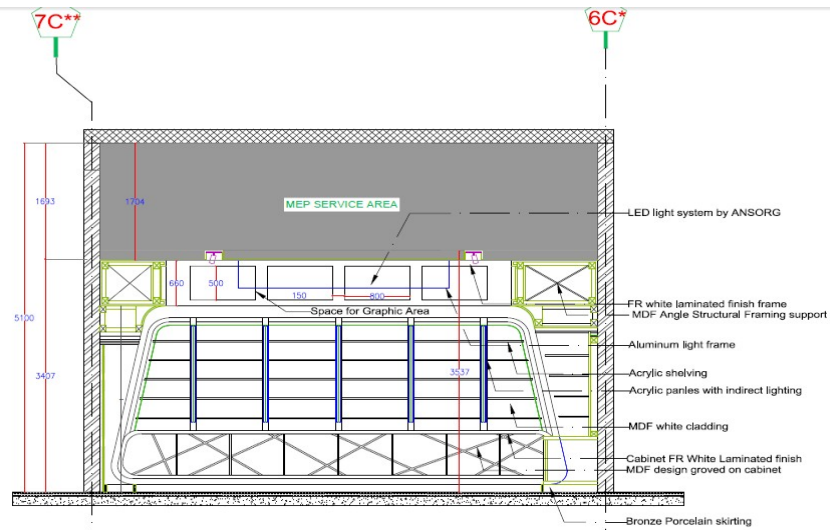 7C**
6C*
1693
1704
MEP SERVICE AREA
LED light system by ANSORG
660
500
150
800
Space for Graphic Area
FR white laminated finish frame
MDF Angle Structural Framing support
5100
Aluminum light frame
3407
3537
Acrylic shelving
Acrylic panles with indirect lighting
MDF white cladding
Cabinet FR White Laminated finish
MDF design groved on cabinet
Bronze Porcelain skirting